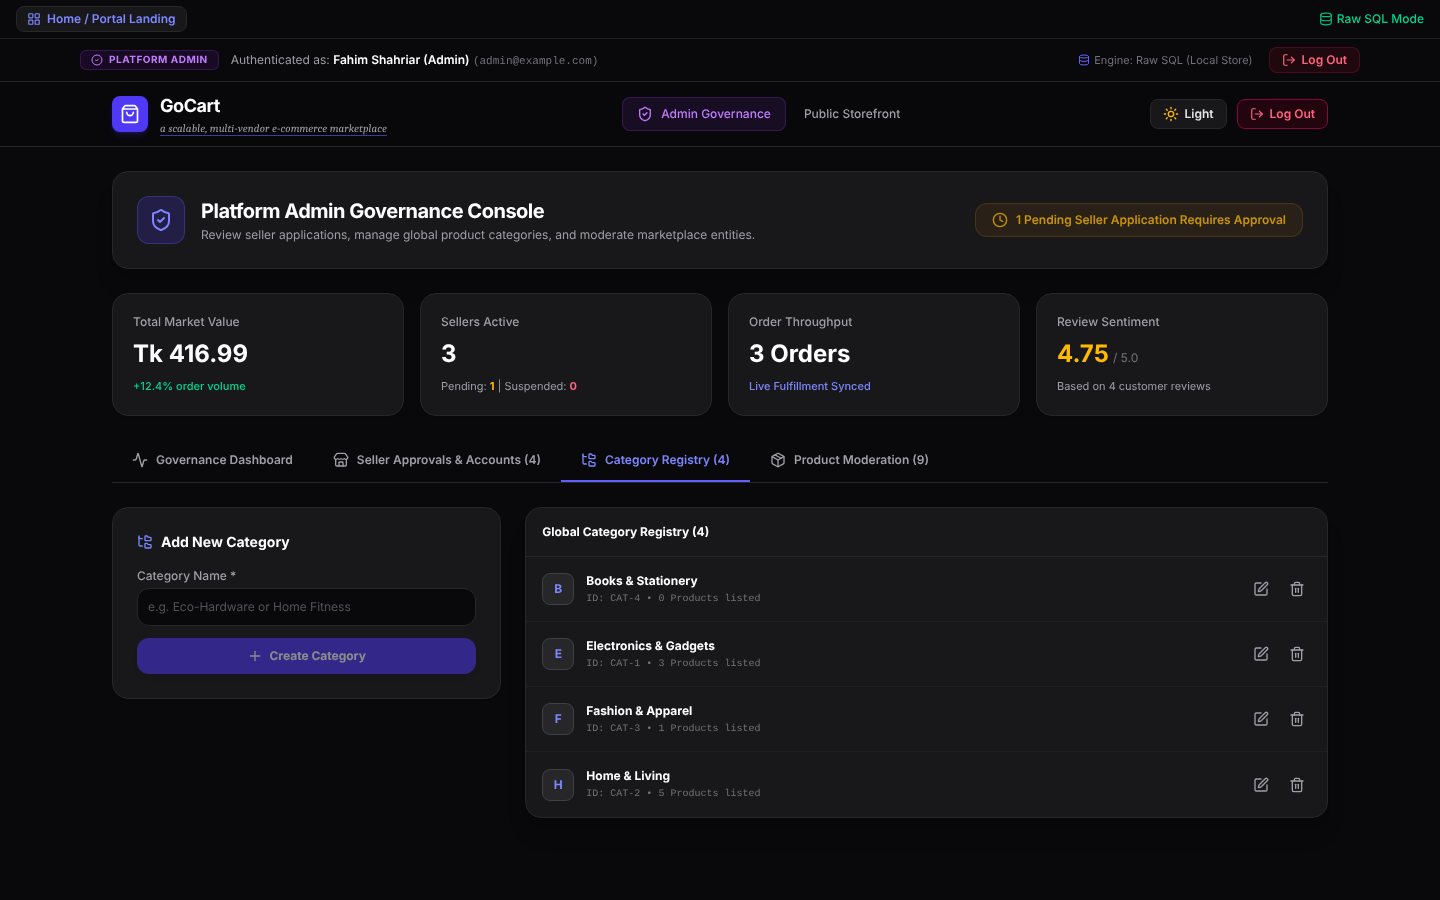 Home / Portal Landing
Raw SQL Mode
PLATFORM ADMIN
Authenticated as: Fahim Shahriar (Admin) (admin@example.com)
Engine: Raw SQL (Local Store)
Log Out
GoCart
a scalable, multi-vendor e-commerce marketplace
Admin Governance
Public Storefront
Light
Log Out
Platform Admin Governance Console
Review seller applications, manage global product categories, and moderate marketplace entities.
1 Pending Seller Application Requires Approval
Total Market Value
Tk 416.99
+12.4% order volume
Sellers Active
3
Pending: 1 | Suspended: 0
Order Throughput
3 Orders
Live Fulfillment Synced
Review Sentiment
4.75 / 5.0
Based on 4 customer reviews
Governance Dashboard
Seller Approvals & Accounts (4)
Category Registry (4)
Product Moderation (9)
Add New Category
Category Name *
e.g. Eco-Hardware or Home Fitness
Create Category
Global Category Registry (4)
B
Books & Stationery
ID: CAT-4 • 0 Products listed
E
Electronics & Gadgets
ID: CAT-1 • 3 Products listed
F
Fashion & Apparel
ID: CAT-3 • 1 Products listed
H
Home & Living
ID: CAT-2 • 5 Products listed